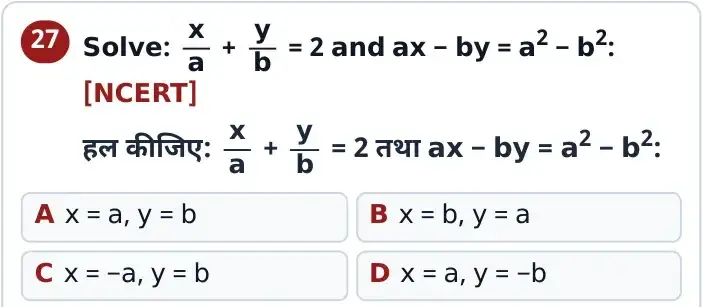 27 Solve: x/a + y/b = 2 and ax − by = a² − b²:
[NCERT]
हल कीजिए: x/a + y/b = 2 तथा ax − by = a² − b²:
A x = a, y = b
B x = b, y = a
C x = −a, y = b
D x = a, y = −b